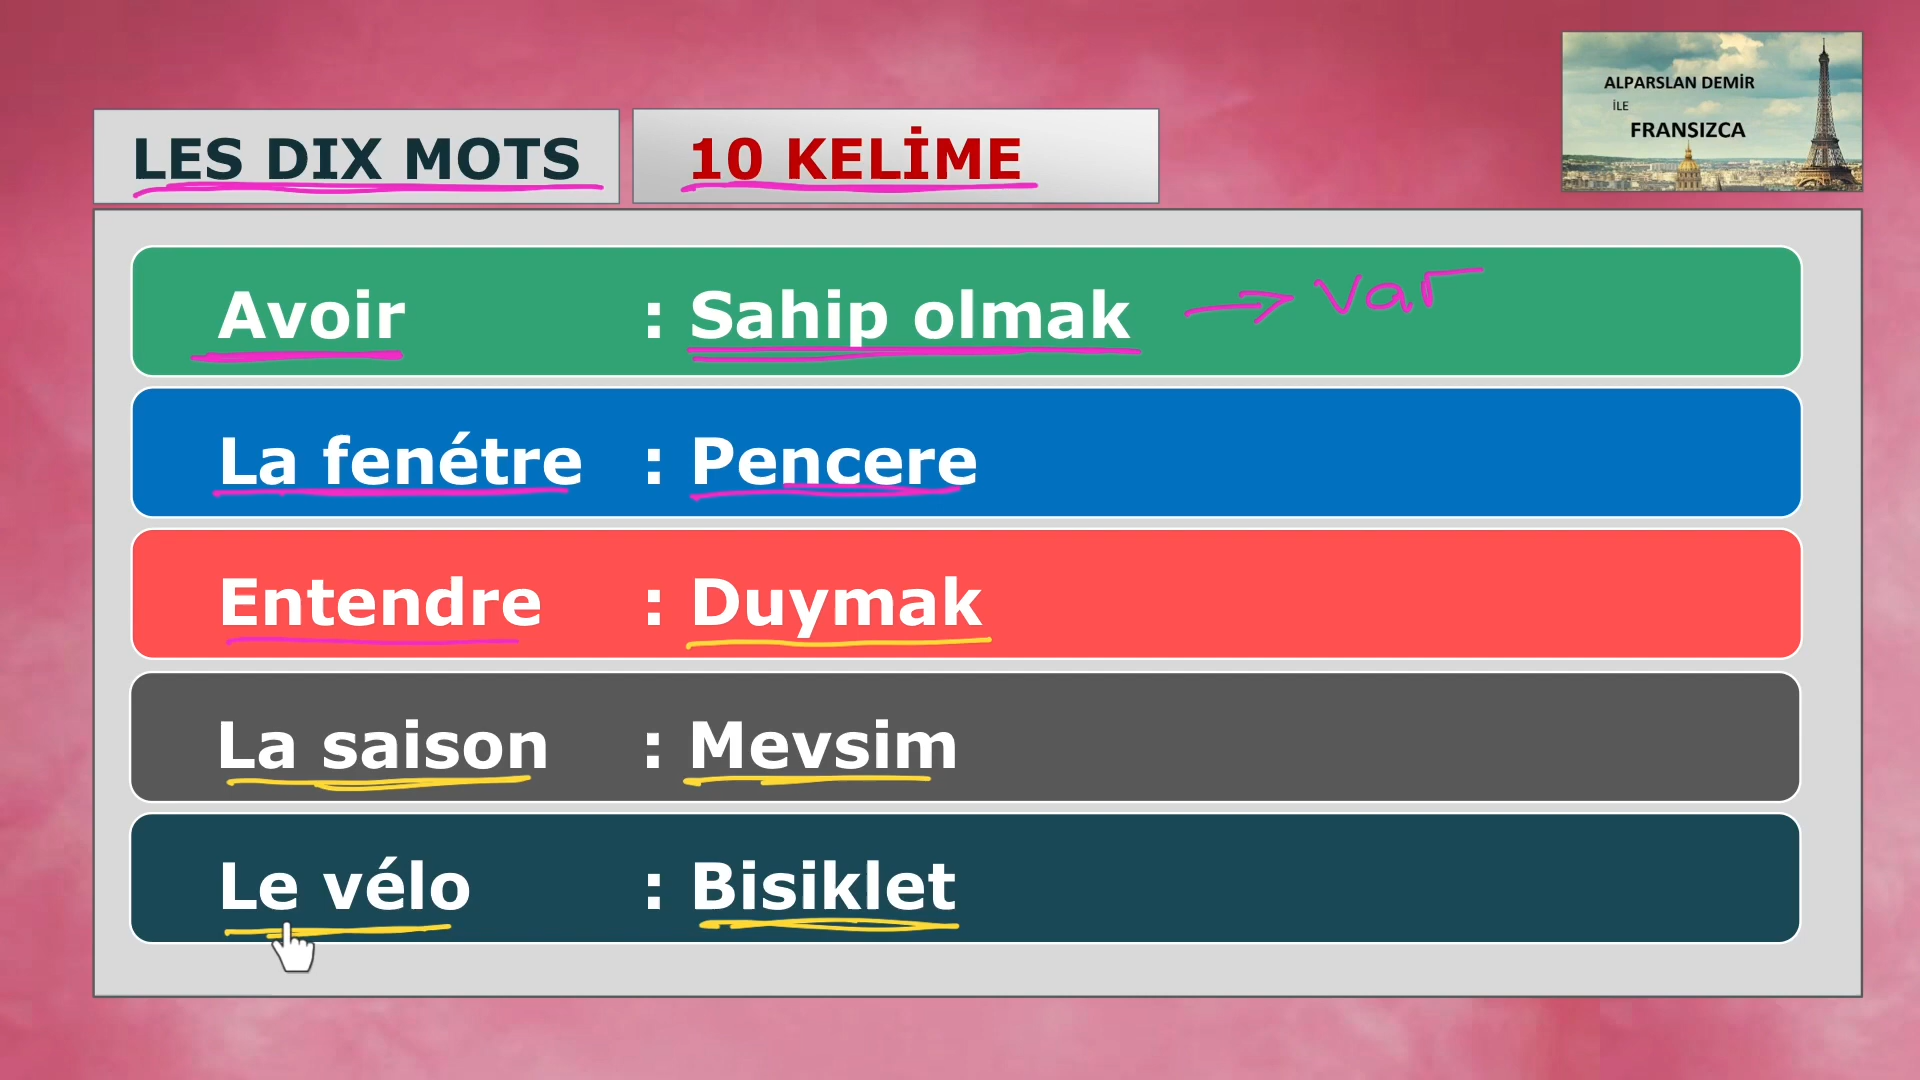 ALPARSLAN DEMİR
İLE
FRANSIZCA
LES DIX MOTS 10 KELİME
Avoir : Sahip olmak → var
La fenétre : Pencere
Entendre : Duymak
La saison : Mevsim
Le vélo : Bisiklet